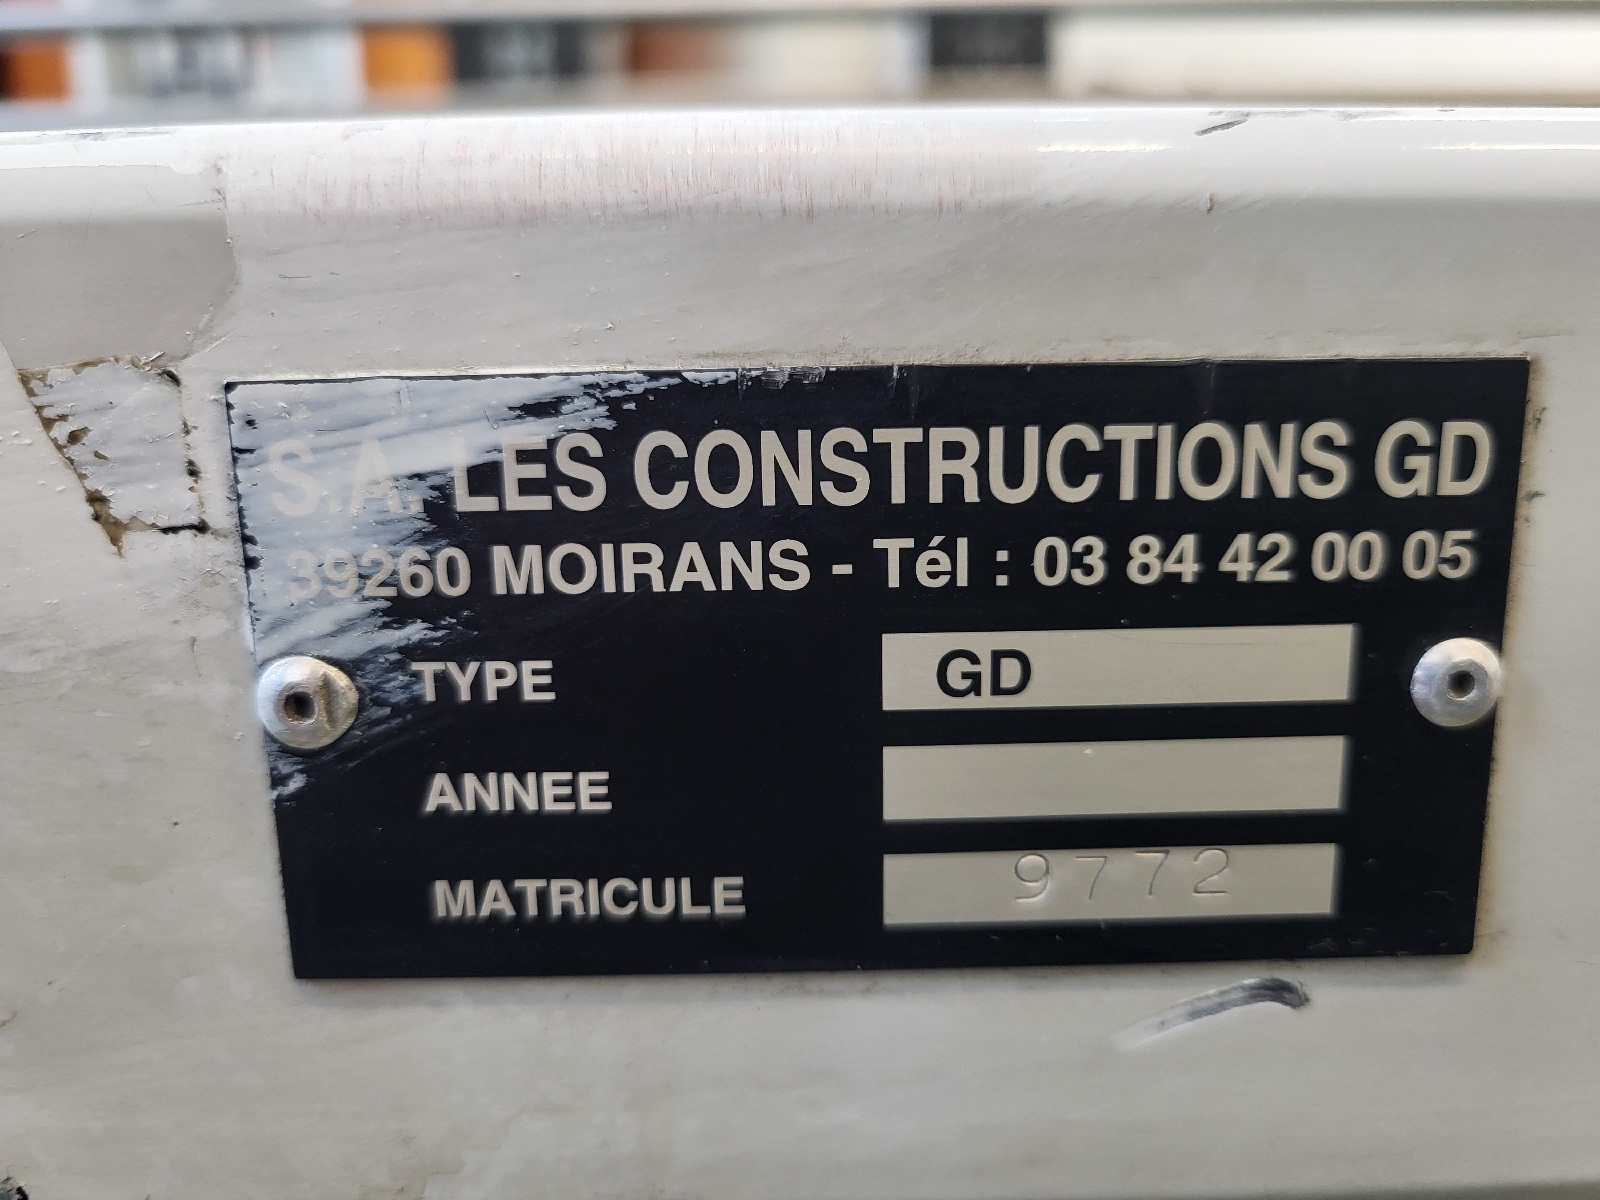 S.A. LES CONSTRUCTIONS GD
39260 MOIRANS - Tél : 03 84 42 00 05
TYPE GD
ANNEE
MATRICULE 9772